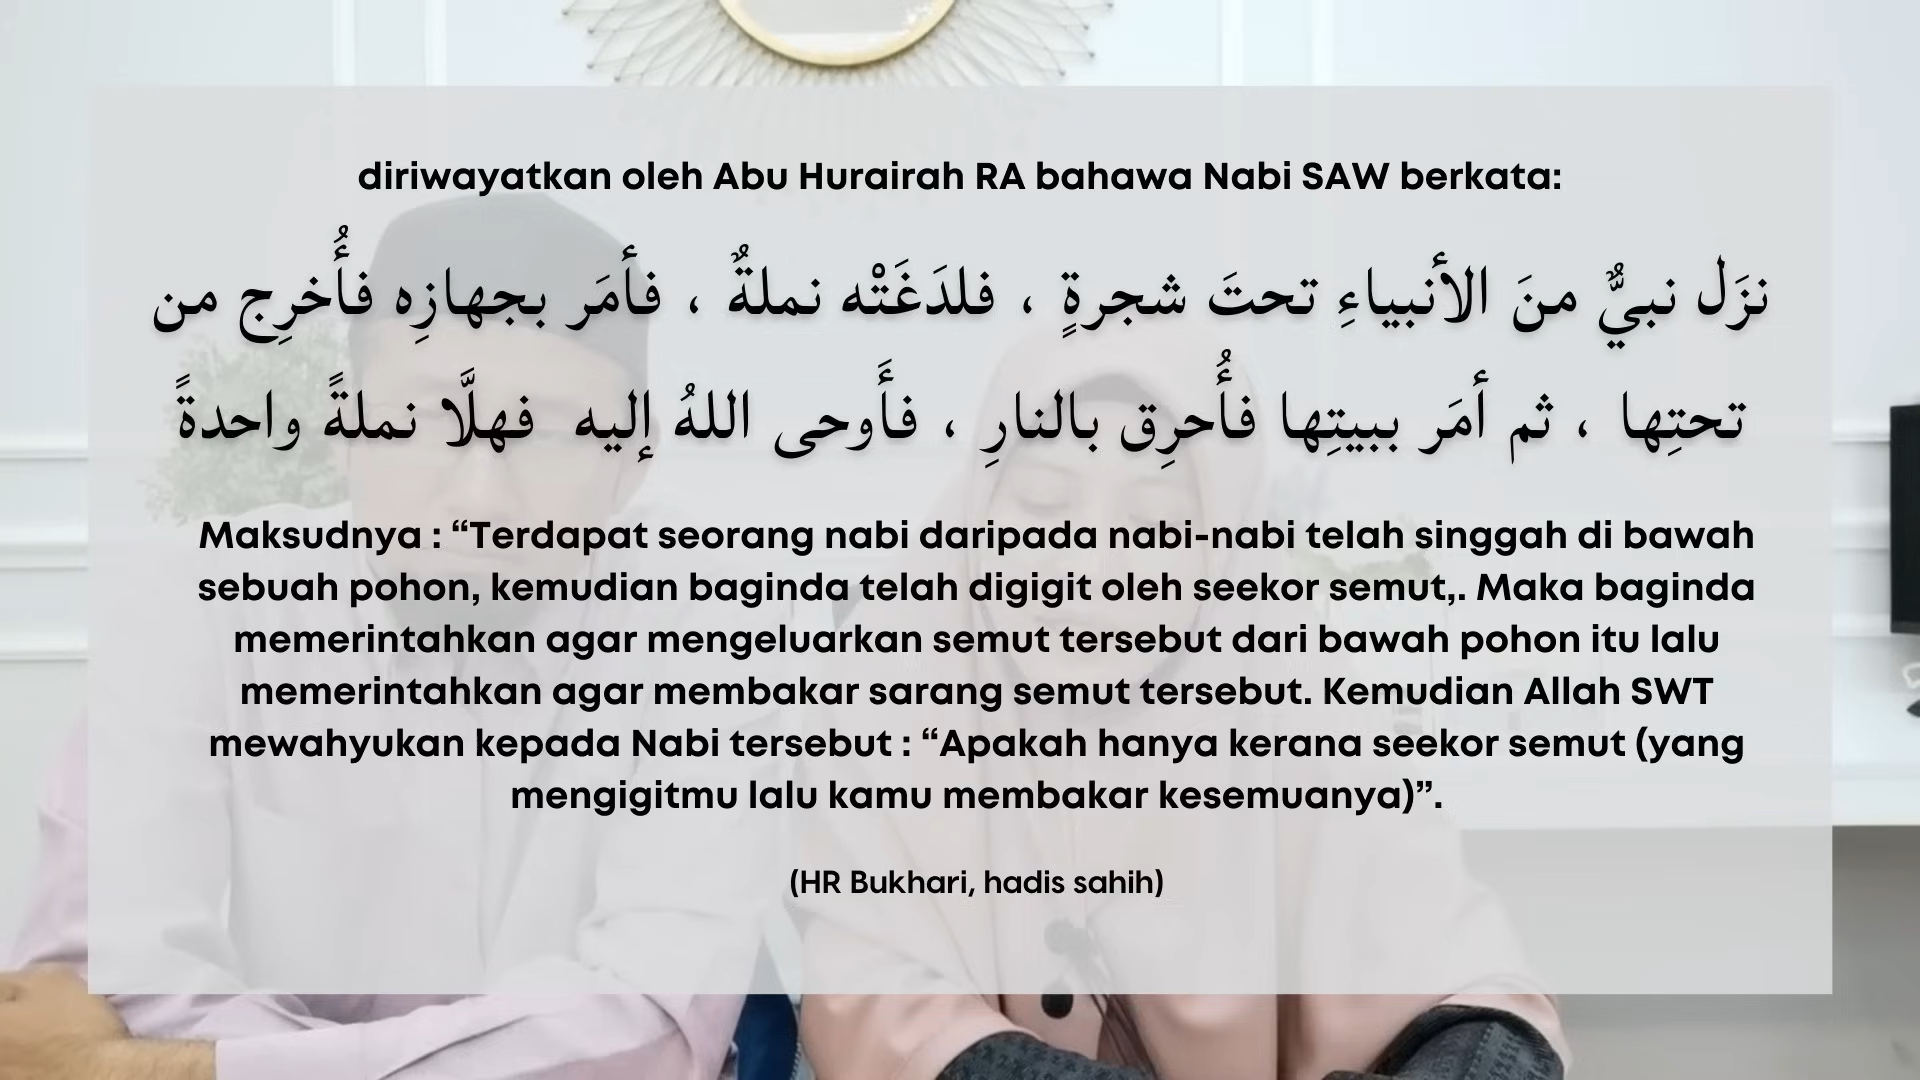 diriwayatkan oleh Abu Hurairah RA bahawa Nabi SAW berkata:
نزَل نبيٌّ منَ الأنبياءِ تحتَ شجرةٍ ، فلدَغَتْه نملةٌ ، فأمَر بجهازِه فأُخرِج من
تحتِها ، ثم أمَر ببيتِها فأُحرِق بالنارِ ، فأَوحى اللهُ إليه فهلَّا نملةً واحدةً
Maksudnya : “Terdapat seorang nabi daripada nabi-nabi telah singgah di bawah
sebuah pohon, kemudian baginda telah digigit oleh seekor semut,. Maka baginda
memerintahkan agar mengeluarkan semut tersebut dari bawah pohon itu lalu
memerintahkan agar membakar sarang semut tersebut. Kemudian Allah SWT
mewahyukan kepada Nabi tersebut : “Apakah hanya kerana seekor semut (yang
mengigitmu lalu kamu membakar kesemuanya)”.
(HR Bukhari, hadis sahih)